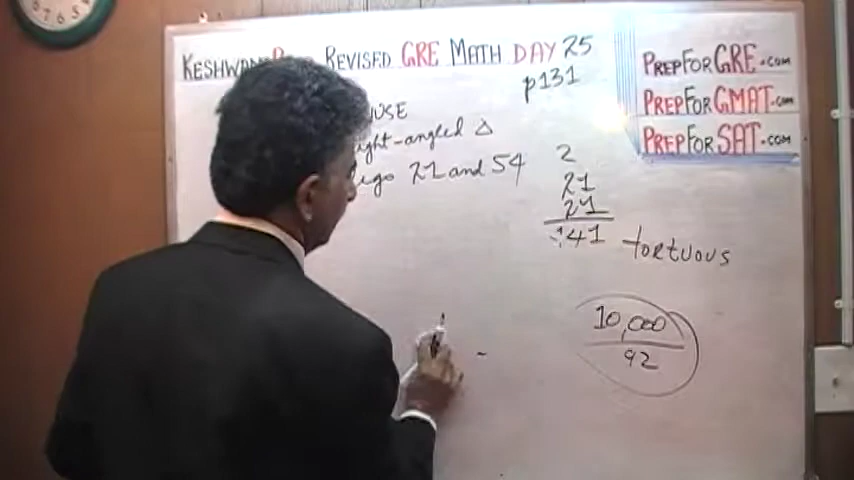 REVISED GRE MATH DAY 25
p131
PREPFORGRE.com
PREPFORGMAT.com
PREPFORSAT.com
right-angled △
legs 21 and 54
2
21
21
41
tortuous
10,000
92